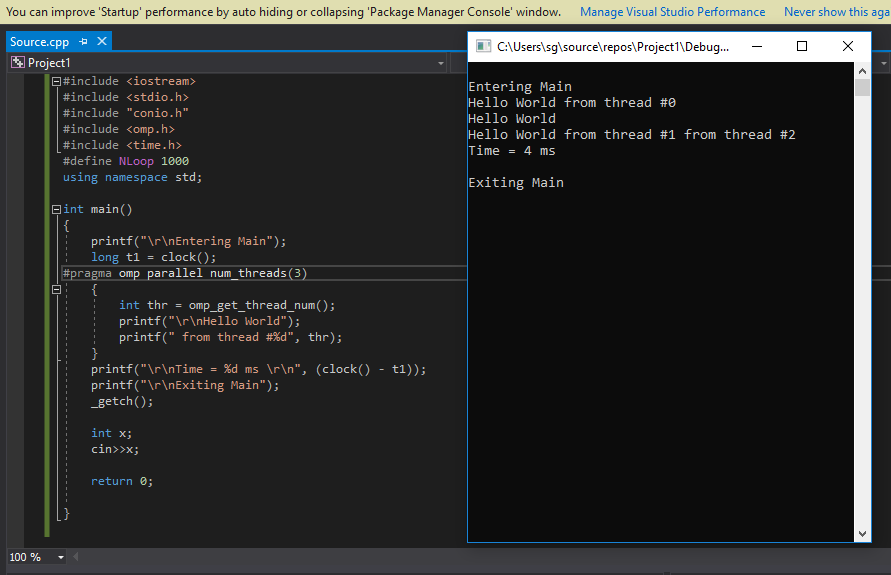 You can improve 'Startup' performance by auto hiding or collapsing 'Package Manager Console' window. Manage Visual Studio Performance Never show this aga
Source.cpp
Project1
#include <iostream>
#include <stdio.h>
#include "conio.h"
#include <omp.h>
#include <time.h>
#define NLoop 1000
using namespace std;
int main()
{
printf("\r\nEntering Main");
long t1 = clock();
#pragma omp parallel num_threads(3)
{
int thr = omp_get_thread_num();
printf("\r\nHello World");
printf(" from thread #%d", thr);
}
printf("\r\nTime = %d ms \r\n", (clock() - t1));
printf("\r\nExiting Main");
_getch();
int x;
cin>>x;
return 0;
}
100 %
C:\Users\sg\source\repos\Project1\Debug...
Entering Main
Hello World from thread #0
Hello World
Hello World from thread #1 from thread #2
Time = 4 ms
Exiting Main